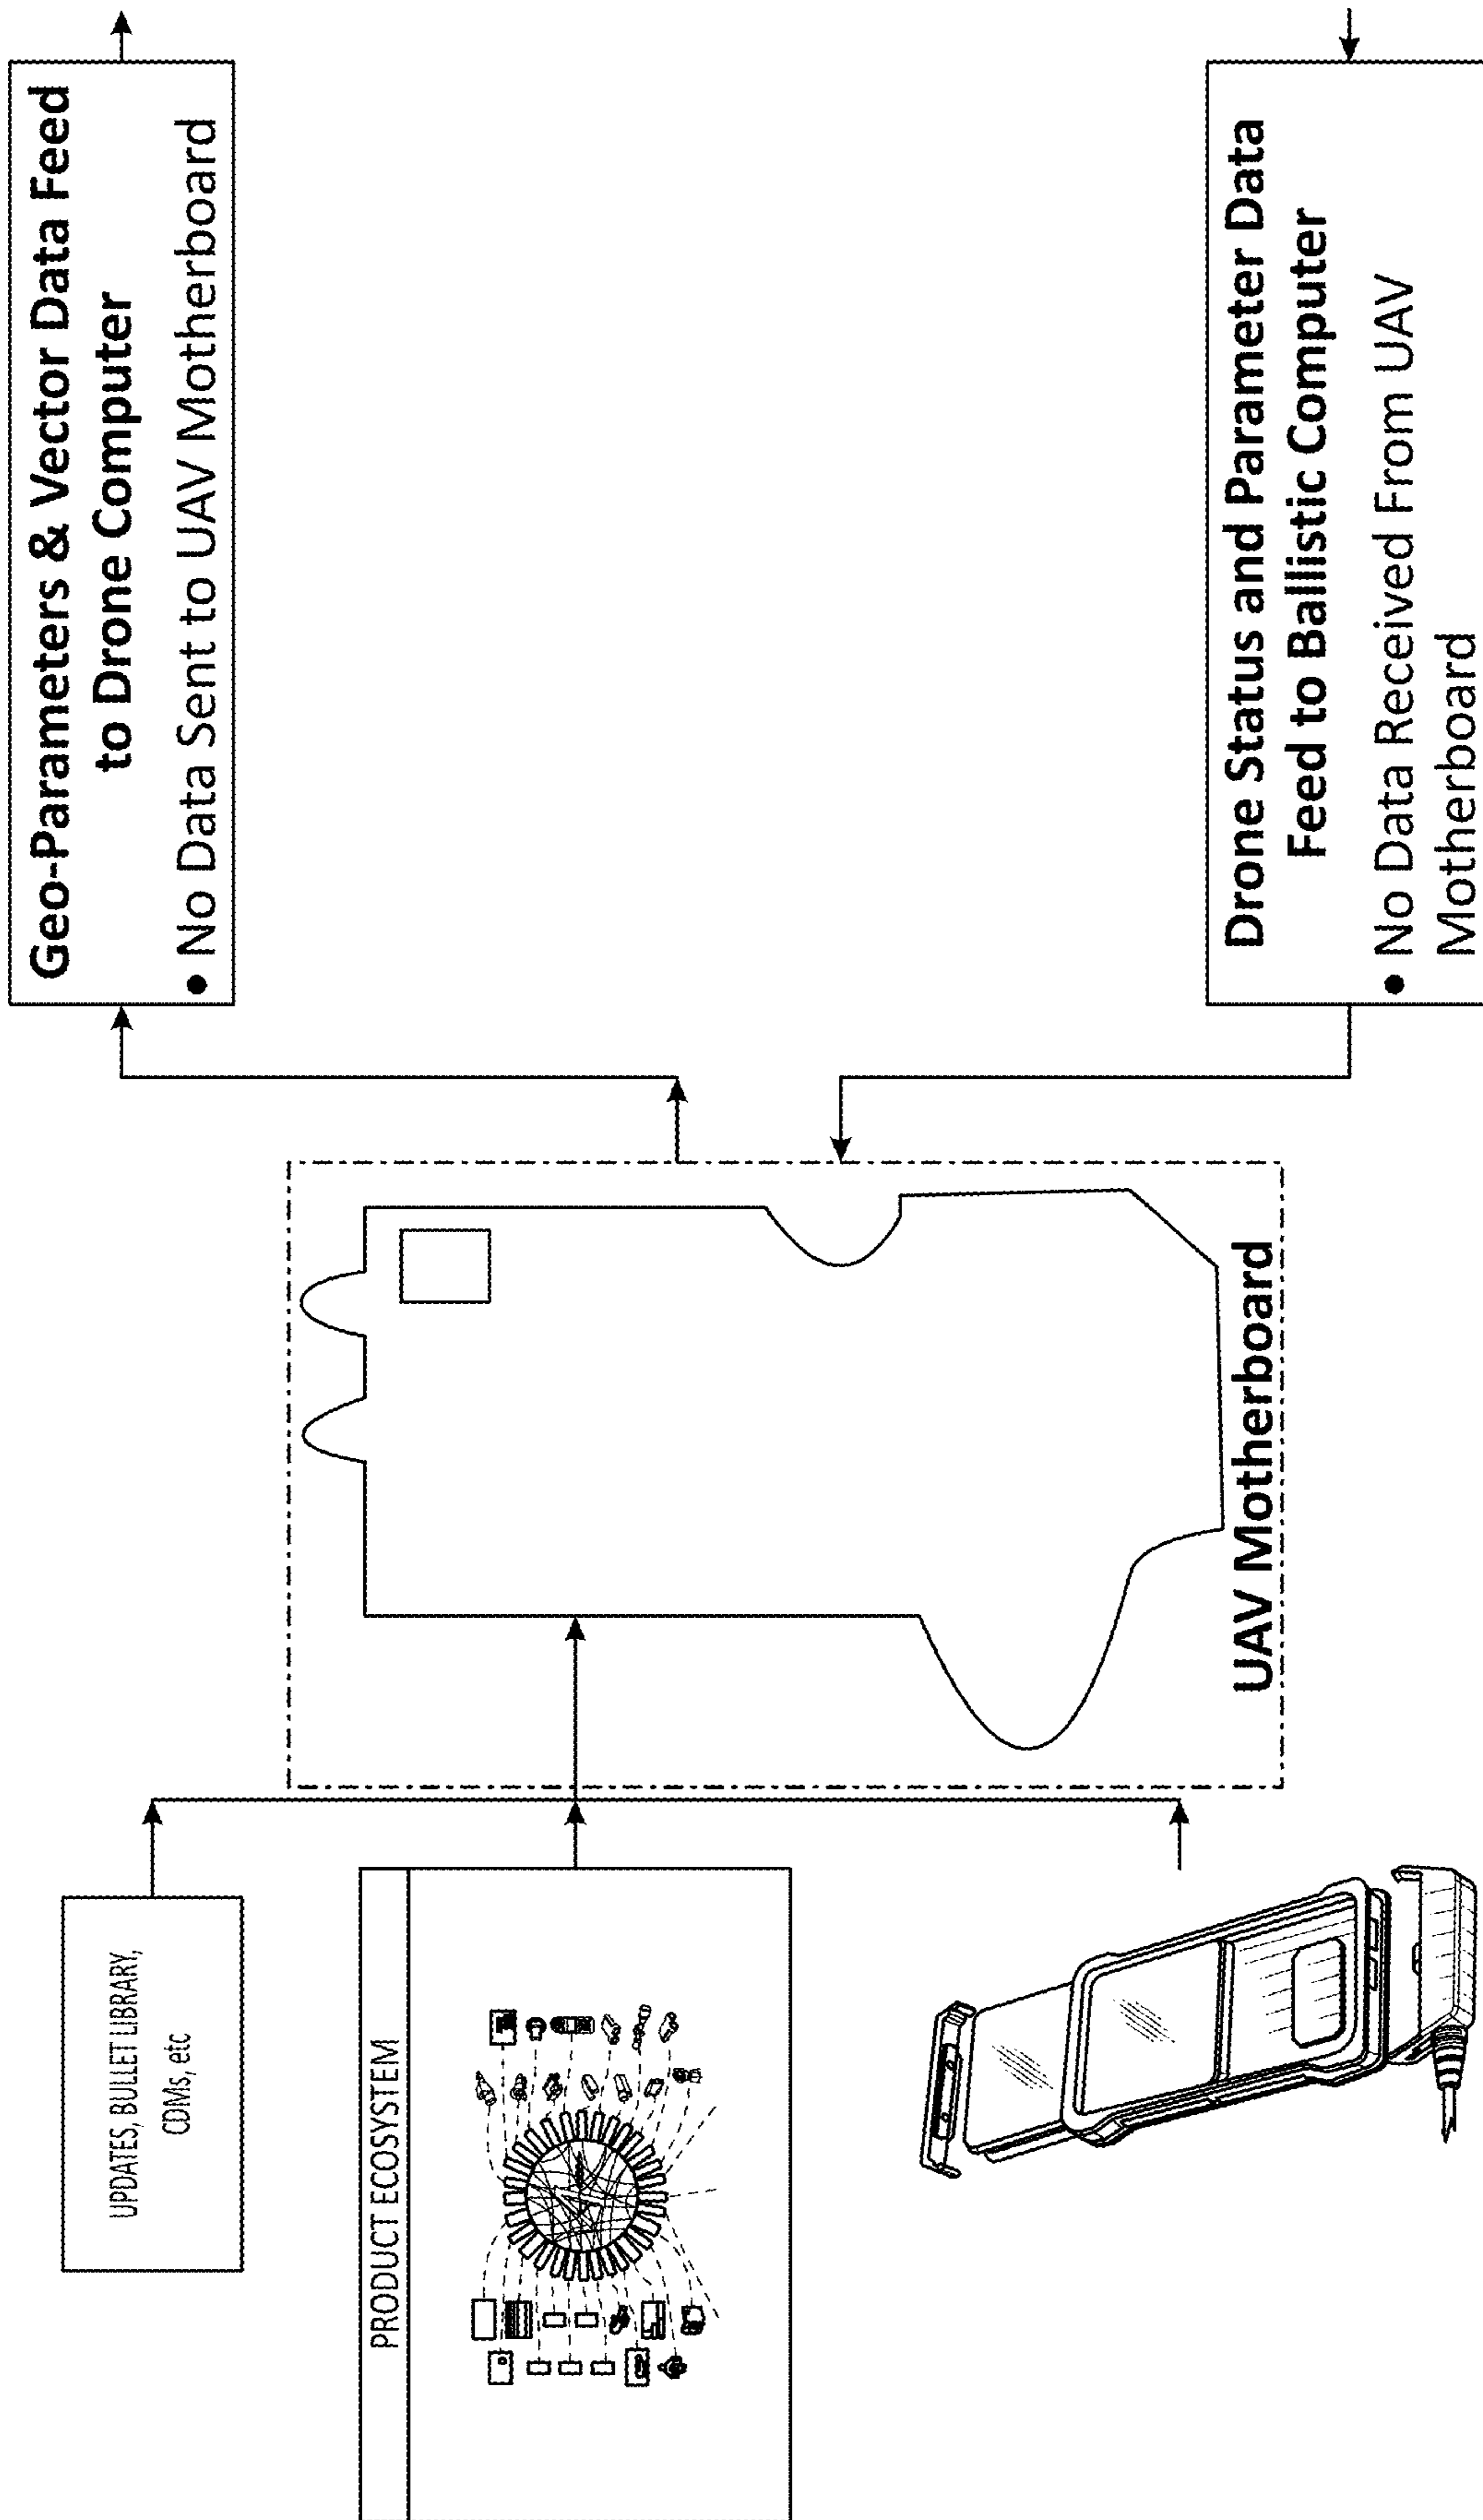 UPDATES, BULLET LIBRARY,
CDMs, etc
PRODUCT ECOSYSTEM
UAV Motherboard
Geo-Parameters & Vector Data Feed
to Drone Computer
• No Data Sent to UAV Motherboard
Drone Status and Parameter Data
Feed to Ballistic Computer
• No Data Received From UAV
Motherboard